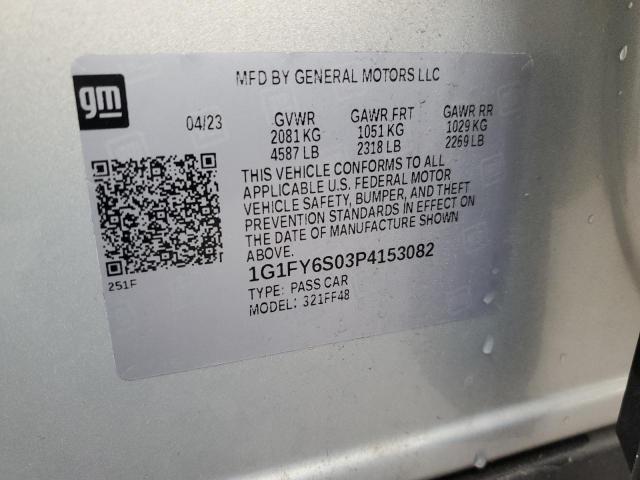 MFD BY GENERAL MOTORS LLC
gm
04/23 GVWR GAWR FRT GAWR RR
2081 KG 1051 KG 1029 KG
4587 LB 2318 LB 2269 LB
THIS VEHICLE CONFORMS TO ALL
APPLICABLE U.S. FEDERAL MOTOR
VEHICLE SAFETY, BUMPER, AND THEFT
PREVENTION STANDARDS IN EFFECT ON
THE DATE OF MANUFACTURE SHOWN
ABOVE.
251F
1G1FY6S03P4153082
TYPE: PASS CAR
MODEL: 321FF48